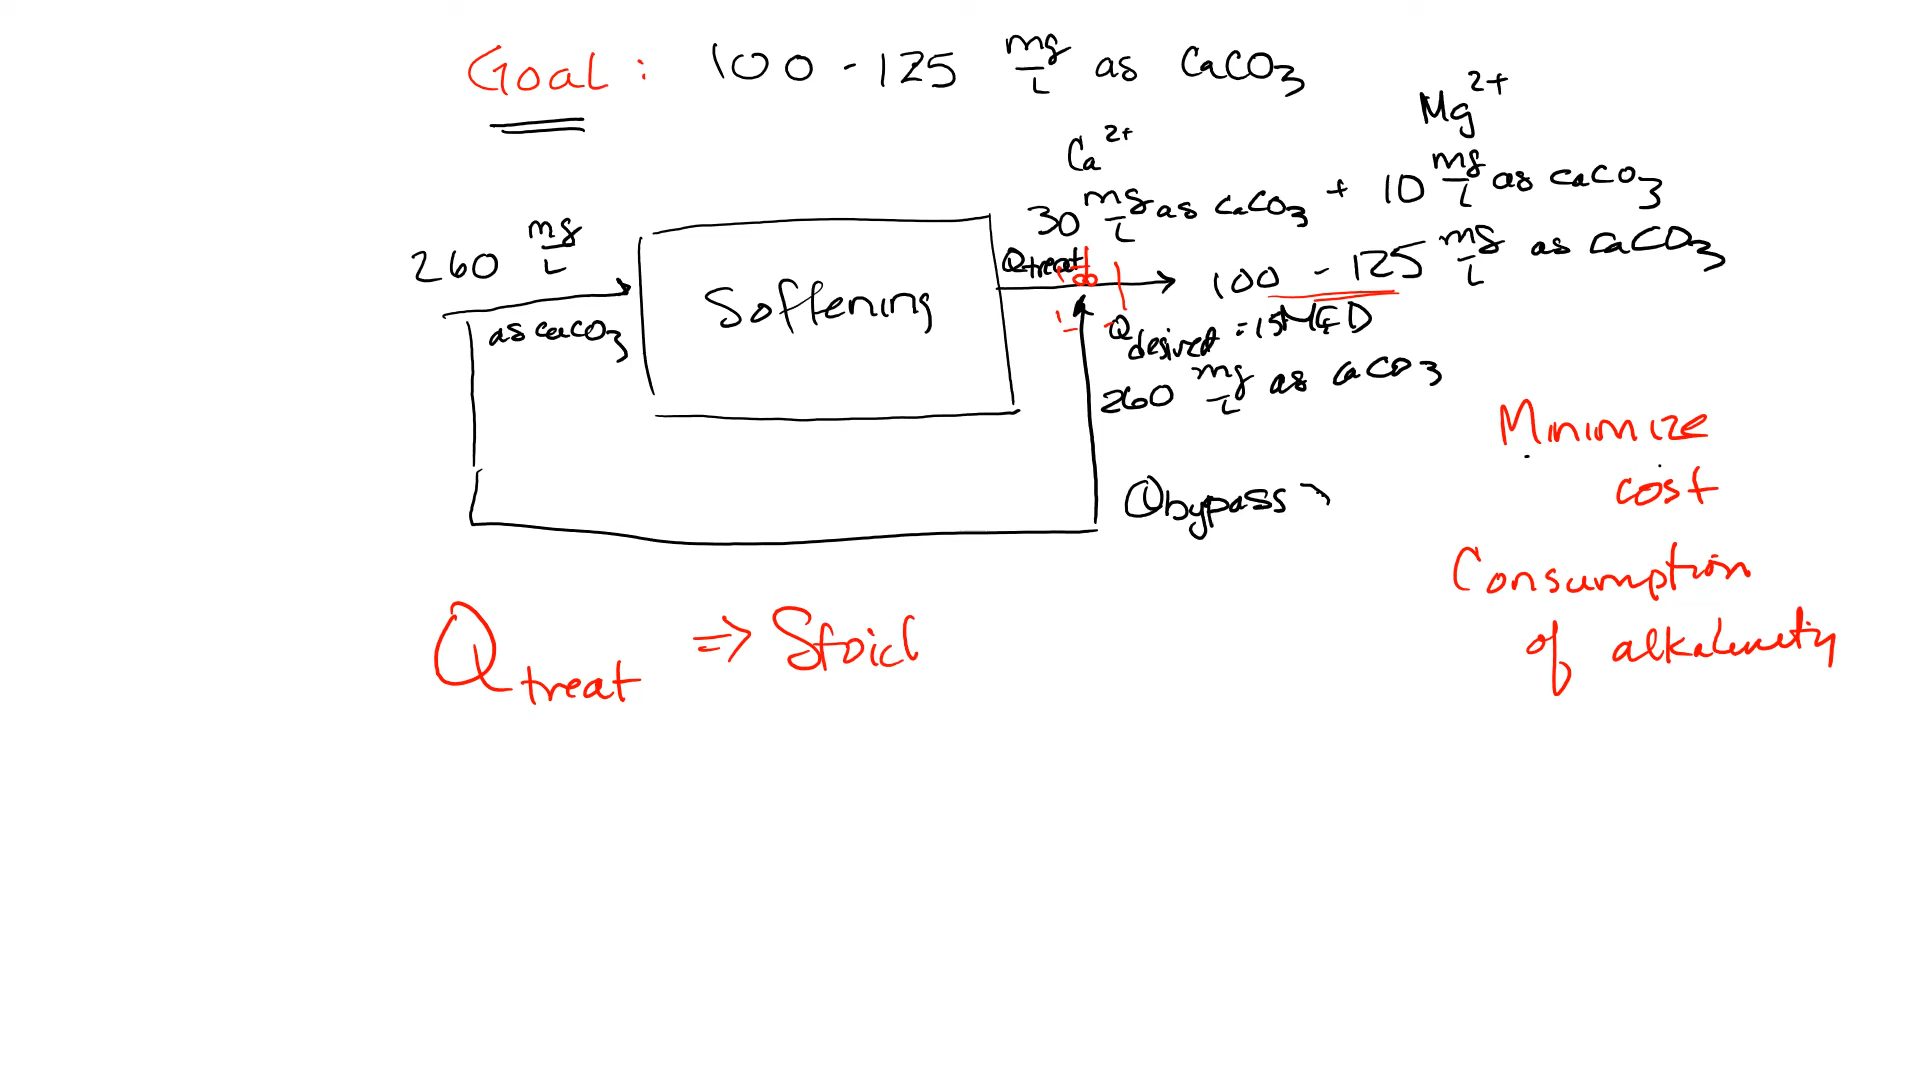 Goal: 100 - 125 mg/L as CaCO3
Ca2+
Mg2+
30 mg/L as CaCO3 + 10 mg/L as CaCO3
260 mg/L
as CaCO3
Softening
Qtreat
100 - 125 mg/L as CaCO3
Qdesired = 15 MGD
260 mg/L as CaCO3
Qbypass
Minimize
cost
Consumption
of alkalinity
Qtreat => Stoich